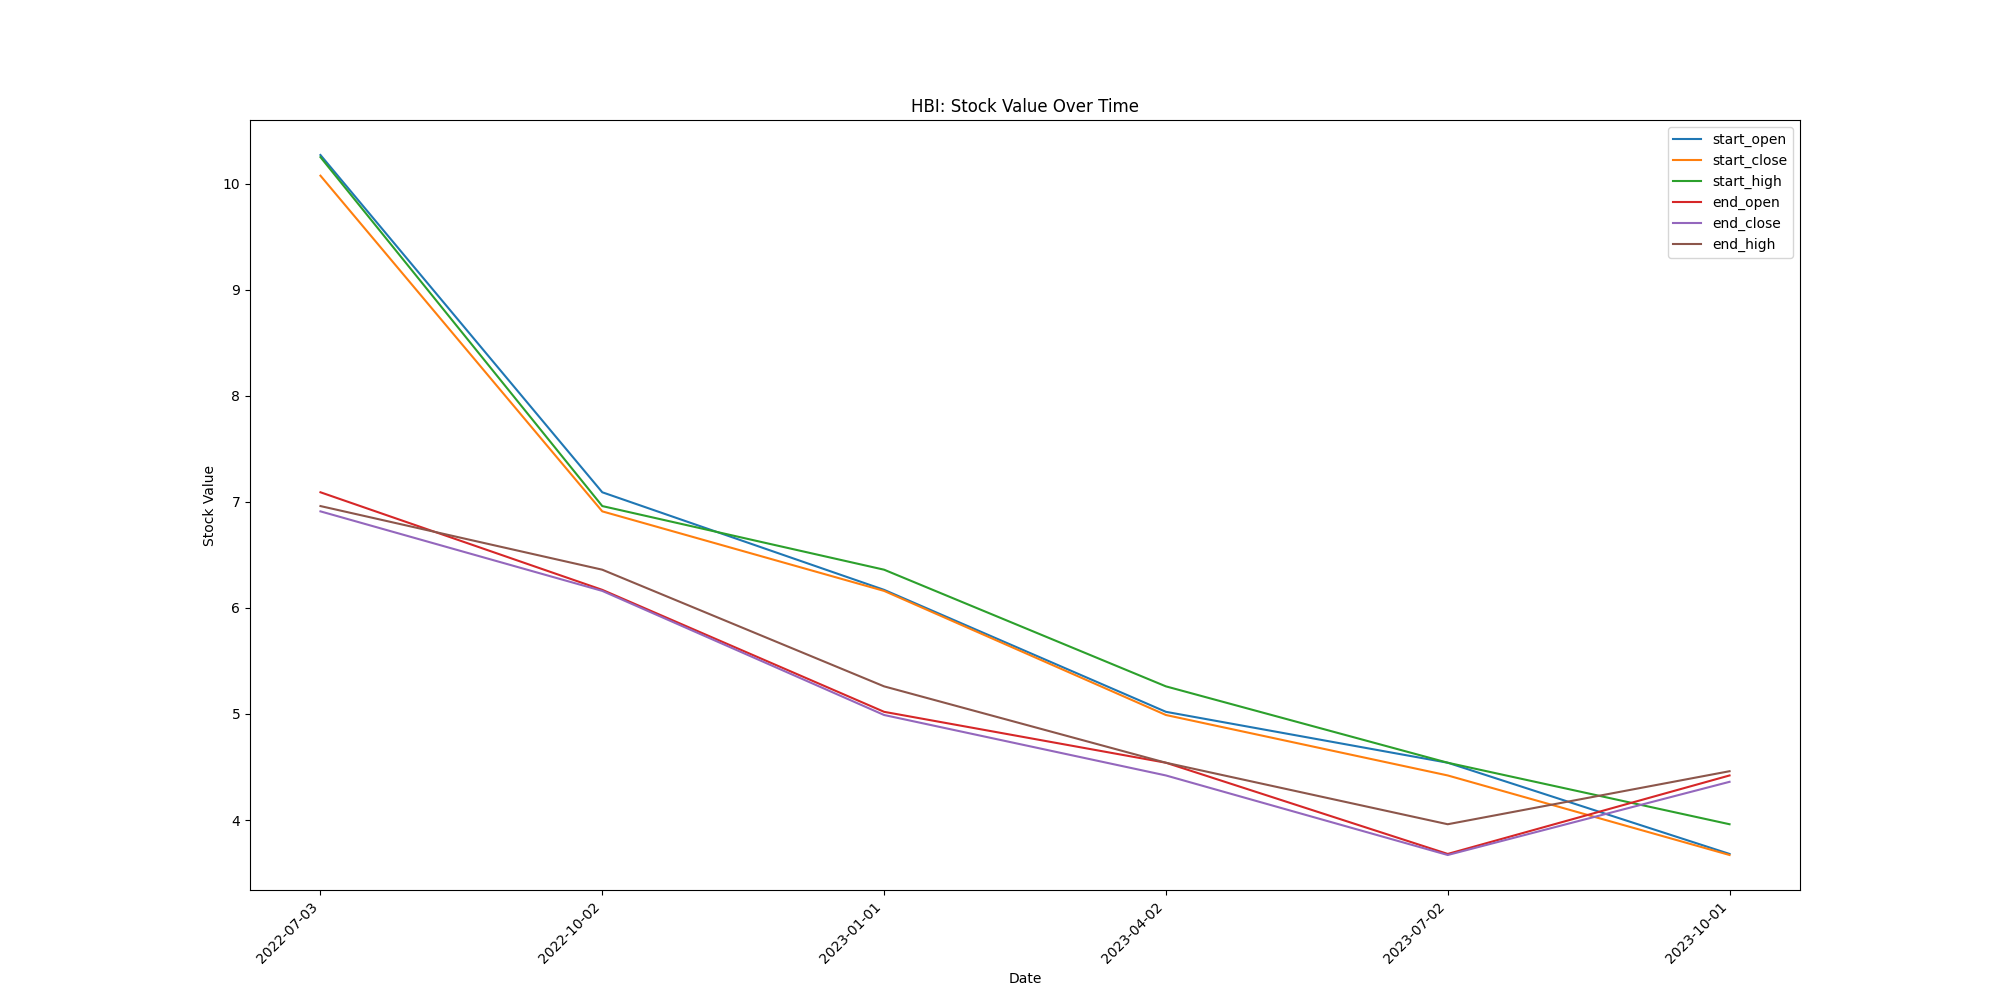 HBI: Stock Value Over Time
start_open
start_close
start_high
end_open
end_close
end_high
Stock Value
10
9
8
7
6
5
4
2022-07-03
2022-10-02
2023-01-01
2023-04-02
2023-07-02
2023-10-01
Date